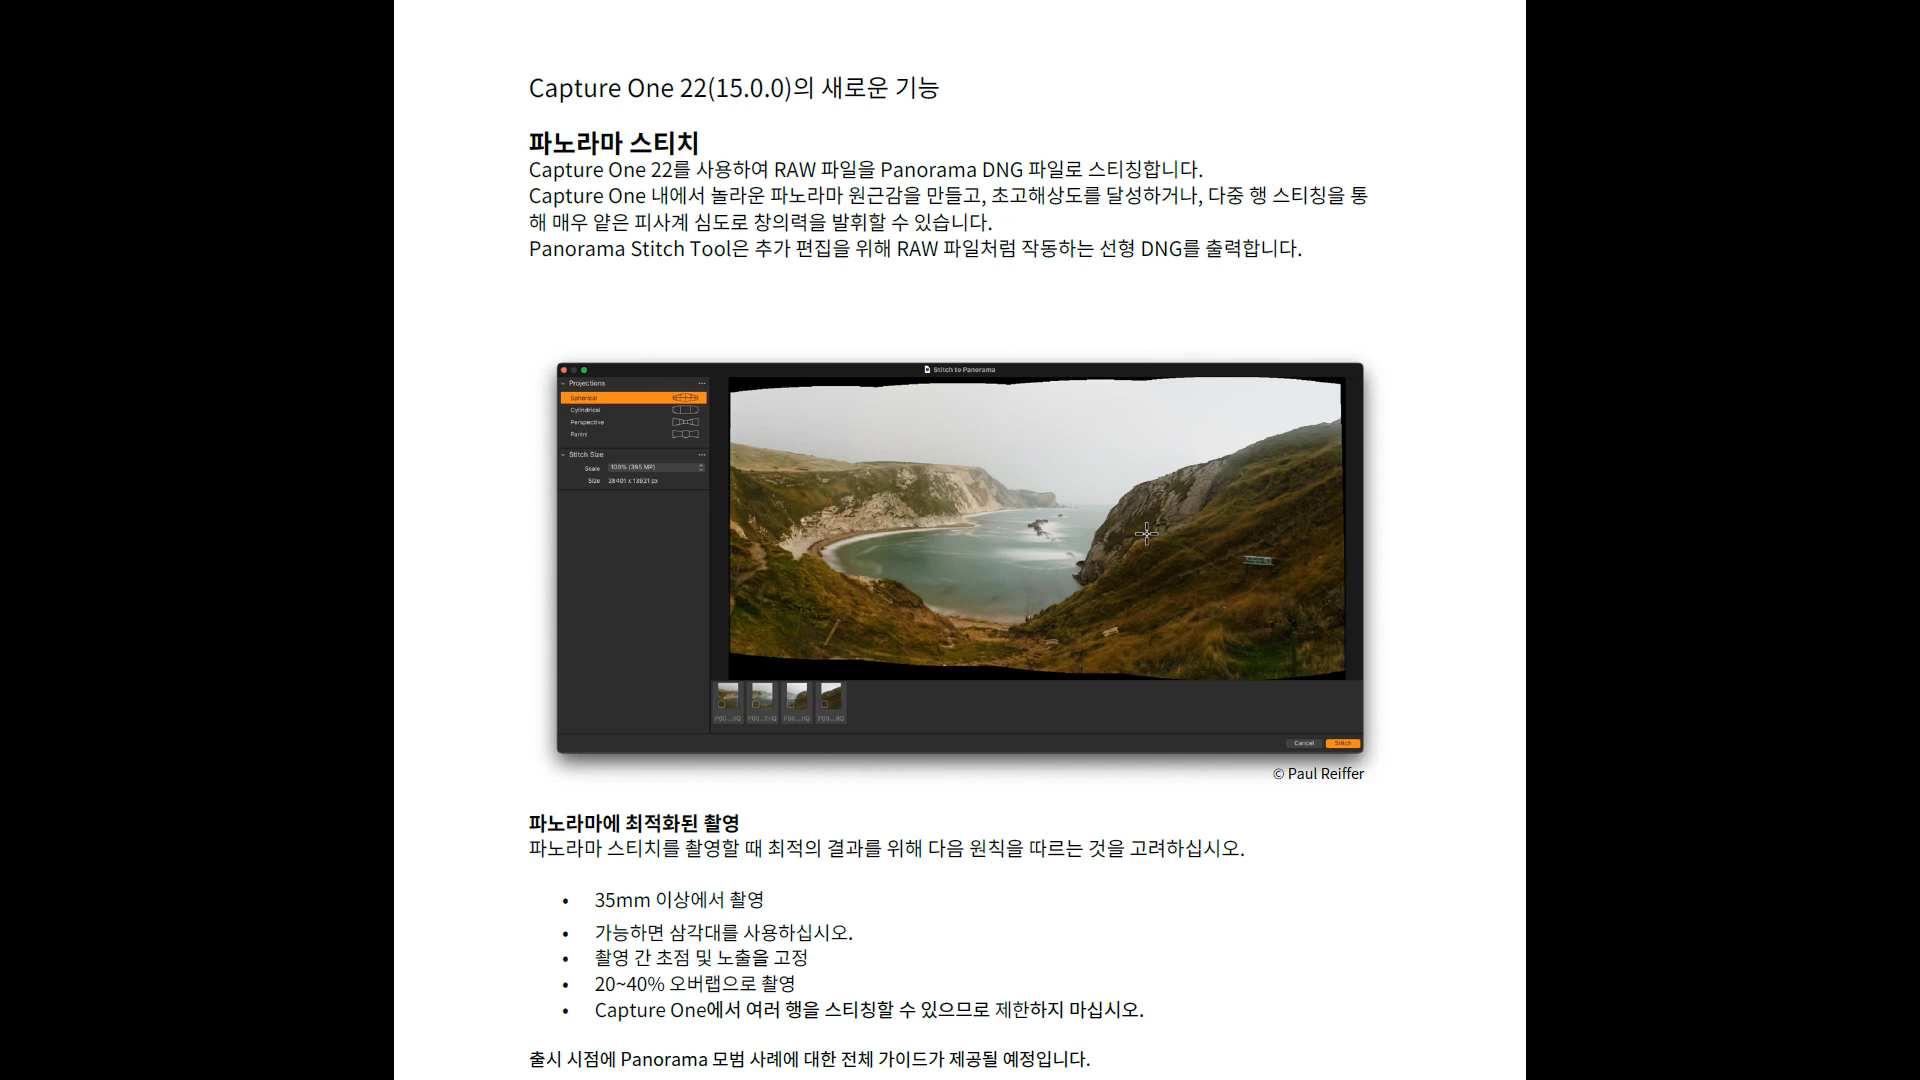 Capture One 22(15.0.0)의 새로운 기능
파노라마 스티치
Capture One 22를 사용하여 RAW 파일을 Panorama DNG 파일로 스티칭합니다.
Capture One 내에서 놀라운 파노라마 원근감을 만들고, 초고해상도를 달성하거나, 다중 행 스티칭을 통
해 매우 얕은 피사계 심도로 창의력을 발휘할 수 있습니다.
Panorama Stitch Tool은 추가 편집을 위해 RAW 파일처럼 작동하는 선형 DNG를 출력합니다.
Stitch to Panorama
Projections
Spherical
Cylindrical
Perspective
Panini
Stitch Size
Scale 100% (395 MP)
Size 28401 x 13921 px
Cancel Stitch
© Paul Reiffer
파노라마에 최적화된 촬영
파노라마 스티치를 촬영할 때 최적의 결과를 위해 다음 원칙을 따르는 것을 고려하십시오.
• 35mm 이상에서 촬영
• 가능하면 삼각대를 사용하십시오.
• 촬영 간 초점 및 노출을 고정
• 20~40% 오버랩으로 촬영
• Capture One에서 여러 행을 스티칭할 수 있으므로 제한하지 마십시오.
출시 시점에 Panorama 모범 사례에 대한 전체 가이드가 제공될 예정입니다.